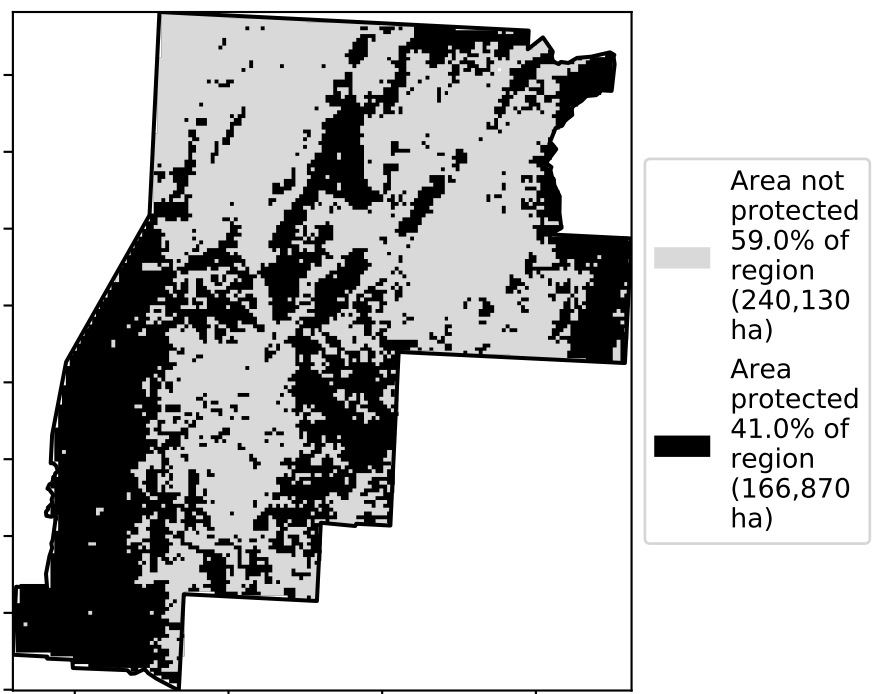 Area not
protected
59.0% of
region
(240,130
ha)
Area
protected
41.0% of
region
(166,870
ha)